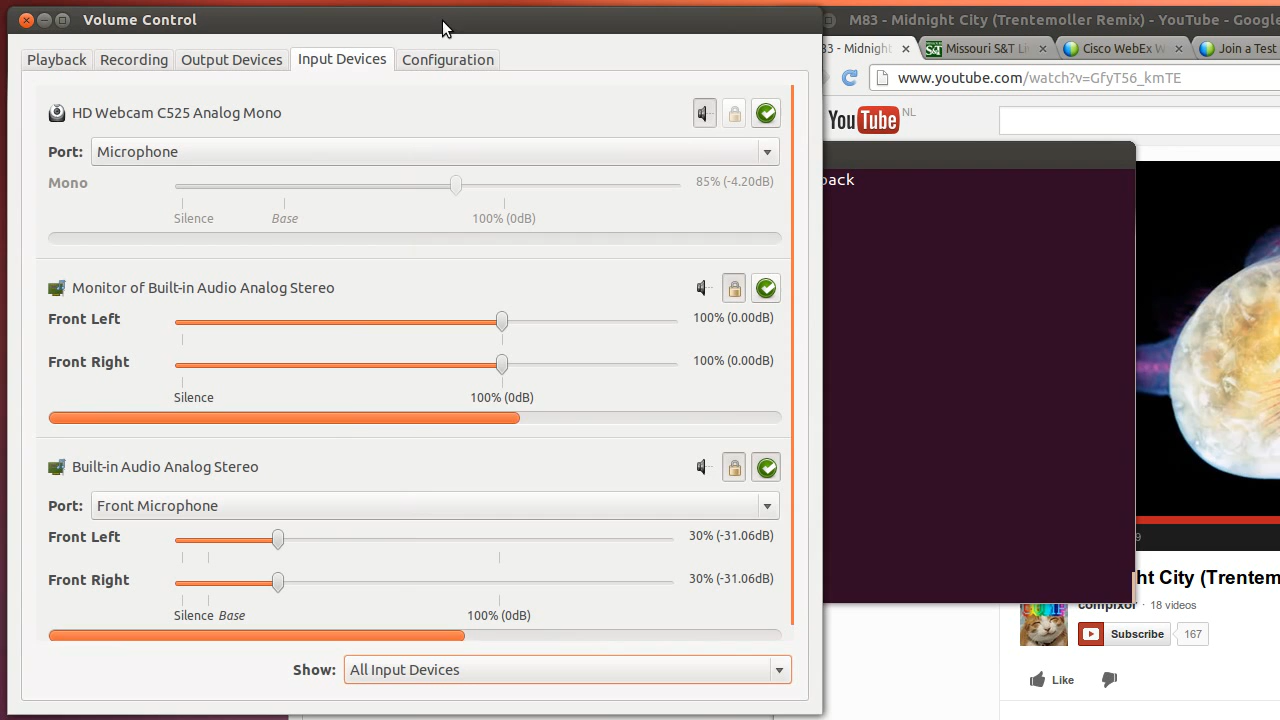 Volume Control
M83 - Midnight City (Trentemoller Remix) - YouTube - Google
Playback
Recording
Output Devices
Input Devices
Configuration
83 - Midnight
Missouri S&T Li
Cisco WebEx W
Join a Test
www.youtube.com/watch?v=GfyT56_kmTE
YouTube NL
HD Webcam C525 Analog Mono
Port: Microphone
Mono 85% (-4.20dB)
Silence Base 100% (0dB)
Monitor of Built-in Audio Analog Stereo
Front Left 100% (0.00dB)
Front Right 100% (0.00dB)
Silence 100% (0dB)
Built-in Audio Analog Stereo
Port: Front Microphone
Front Left 30% (-31.06dB)
Front Right 30% (-31.06dB)
Silence Base 100% (0dB)
Show: All Input Devices
back
9
ht City (Trentem
compixor · 18 videos
Subscribe 167
Like